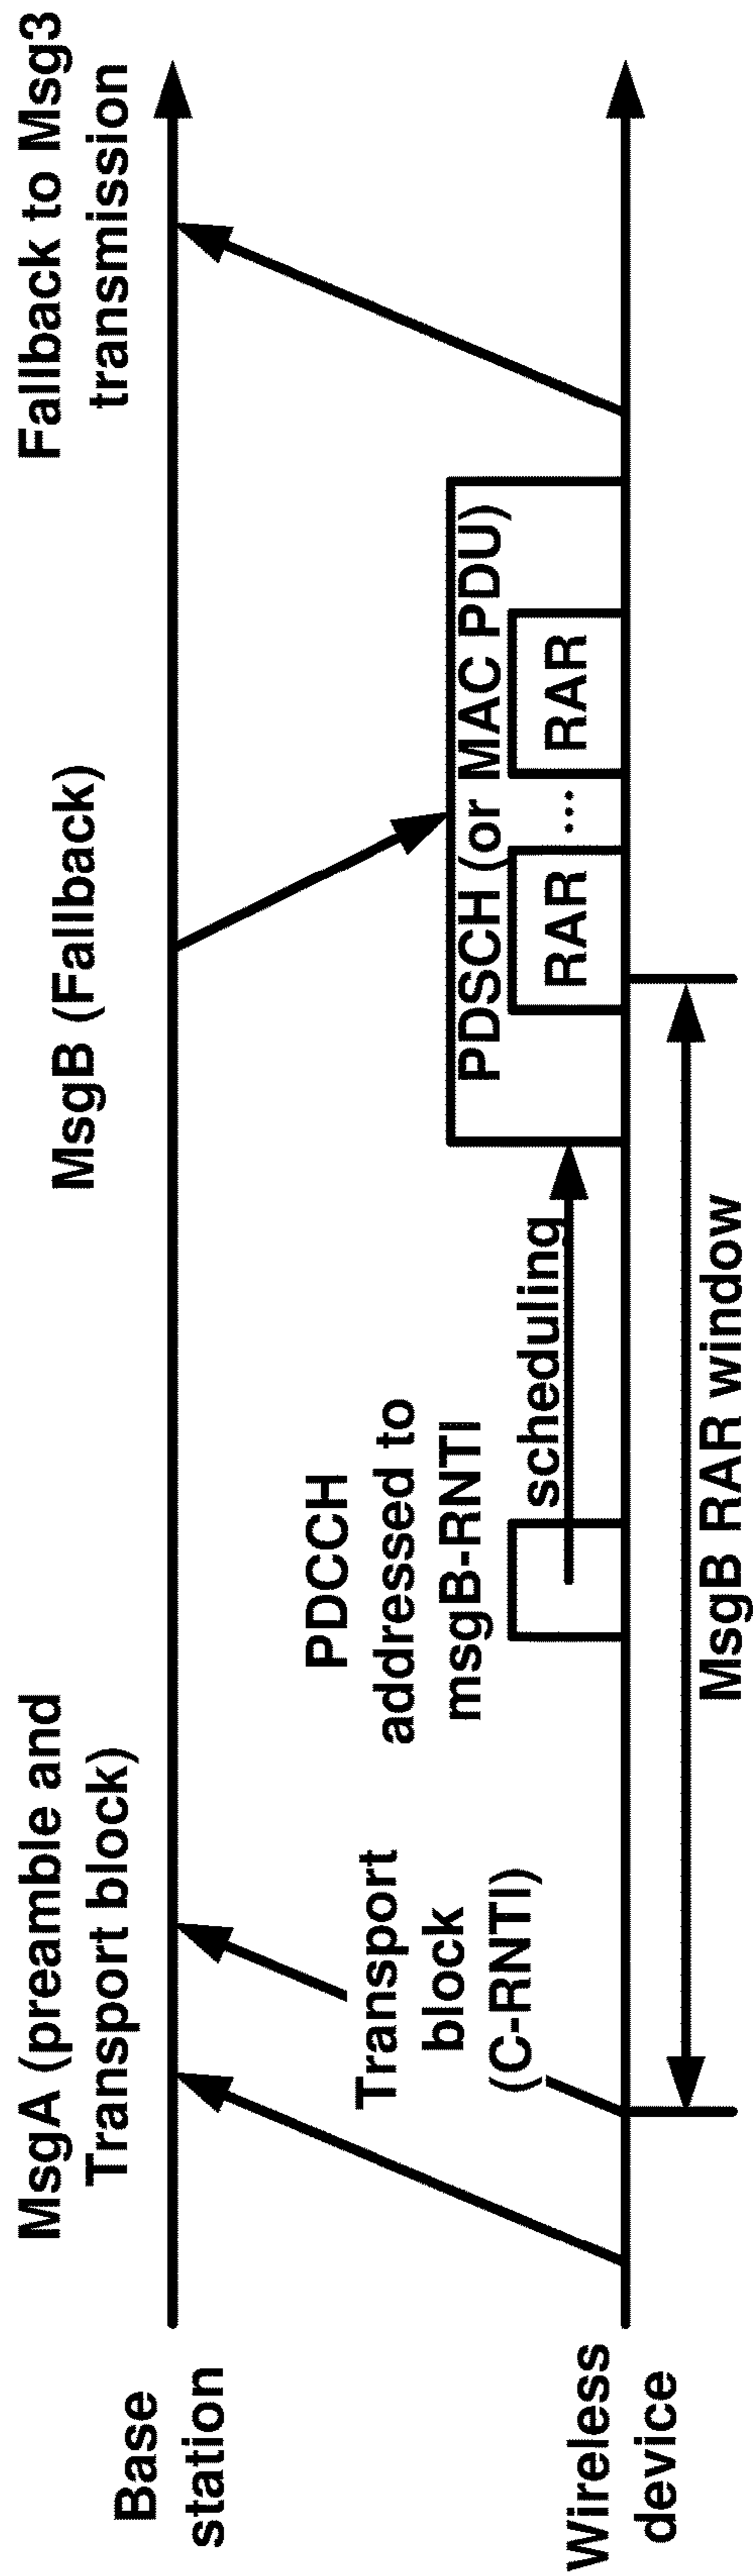 MsgA (preamble and
Transport block)
MsgB (Fallback)
Fallback to Msg3
transmission
Base
station
Transport
block
(C-RNTI)
PDCCH
addressed to
msgB-RNTI
scheduling
PDSCH (or MAC PDU)
RAR ... RAR
Wireless
device
MsgB RAR window